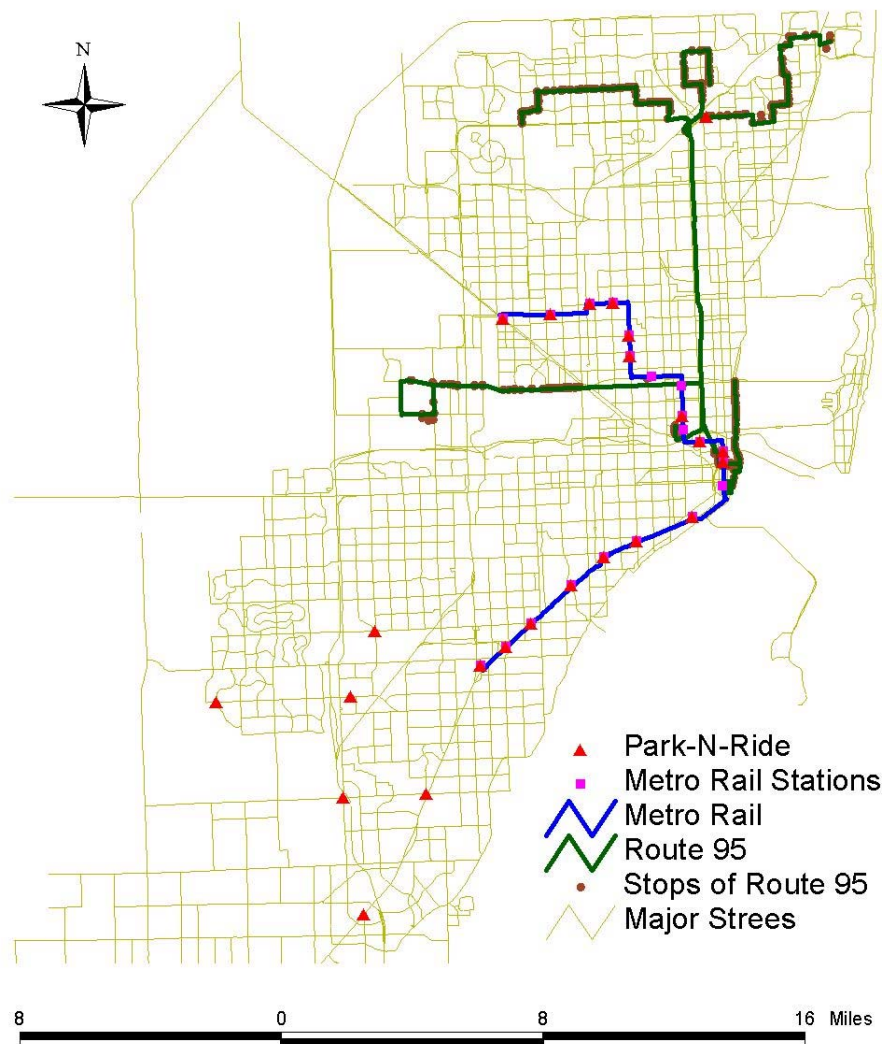 N
Park-N-Ride
Metro Rail Stations
Metro Rail
Route 95
Stops of Route 95
Major Strees
8 0 8 16 Miles